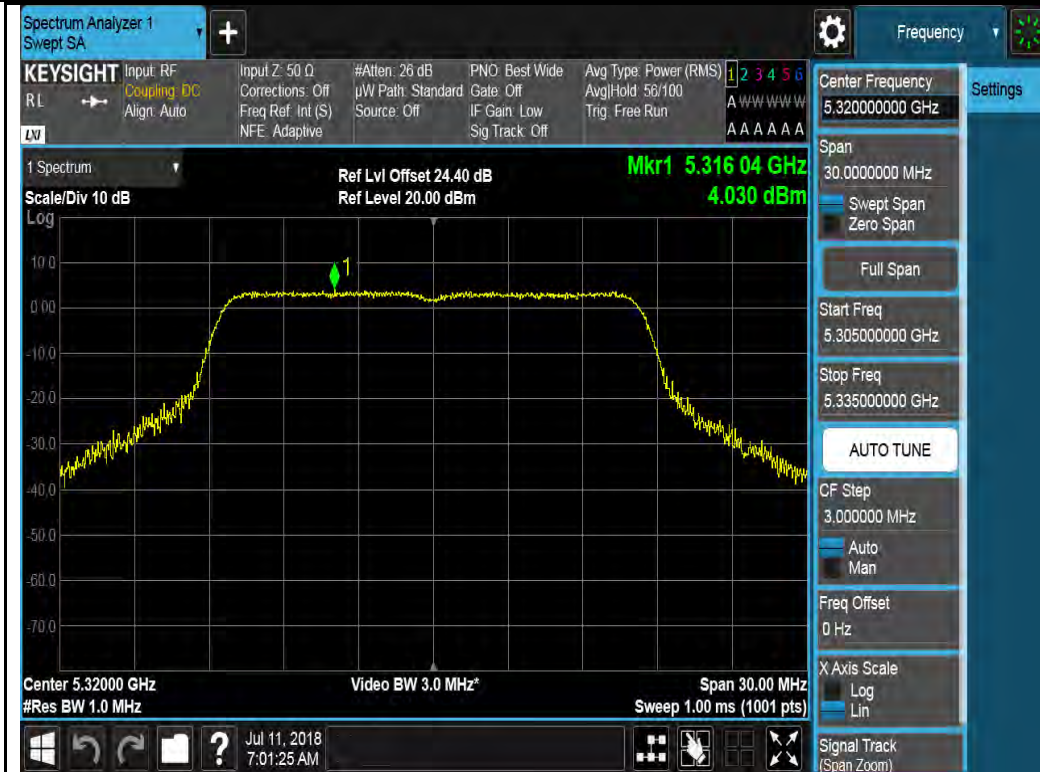 Spectrum Analyzer 1
Swept SA
+
Frequency
KEYSIGHT
RL
LXI
Input: RF
Coupling: DC
Align: Auto
Input Z: 50 Ω
Corrections: Off
Freq Ref: Int (S)
NFE: Adaptive
#Atten: 26 dB
µW Path: Standard
Source: Off
PNO: Best Wide
Gate: Off
IF Gain: Low
Sig Track: Off
Avg Type: Power (RMS)
Avg|Hold: 56/100
Trig: Free Run
1 2 3 4 5 6
A W W W W W
A A A A A A
1 Spectrum
Scale/Div 10 dB
Ref Lvl Offset 24.40 dB
Ref Level 20.00 dBm
Mkr1 5.316 04 GHz
4.030 dBm
Log
10.0
0.00
-10.0
-20.0
-30.0
-40.0
-50.0
-60.0
-70.0
1
Center 5.32000 GHz
#Res BW 1.0 MHz
Video BW 3.0 MHz*
Span 30.00 MHz
Sweep 1.00 ms (1001 pts)
?
Jul 11, 2018
7:01:25 AM
Center Frequency
5.320000000 GHz
Settings
Span
30.0000000 MHz
Swept Span
Zero Span
Full Span
Start Freq
5.305000000 GHz
Stop Freq
5.335000000 GHz
AUTO TUNE
CF Step
3.000000 MHz
Auto
Man
Freq Offset
0 Hz
X Axis Scale
Log
Lin
Signal Track
(Span Zoom)